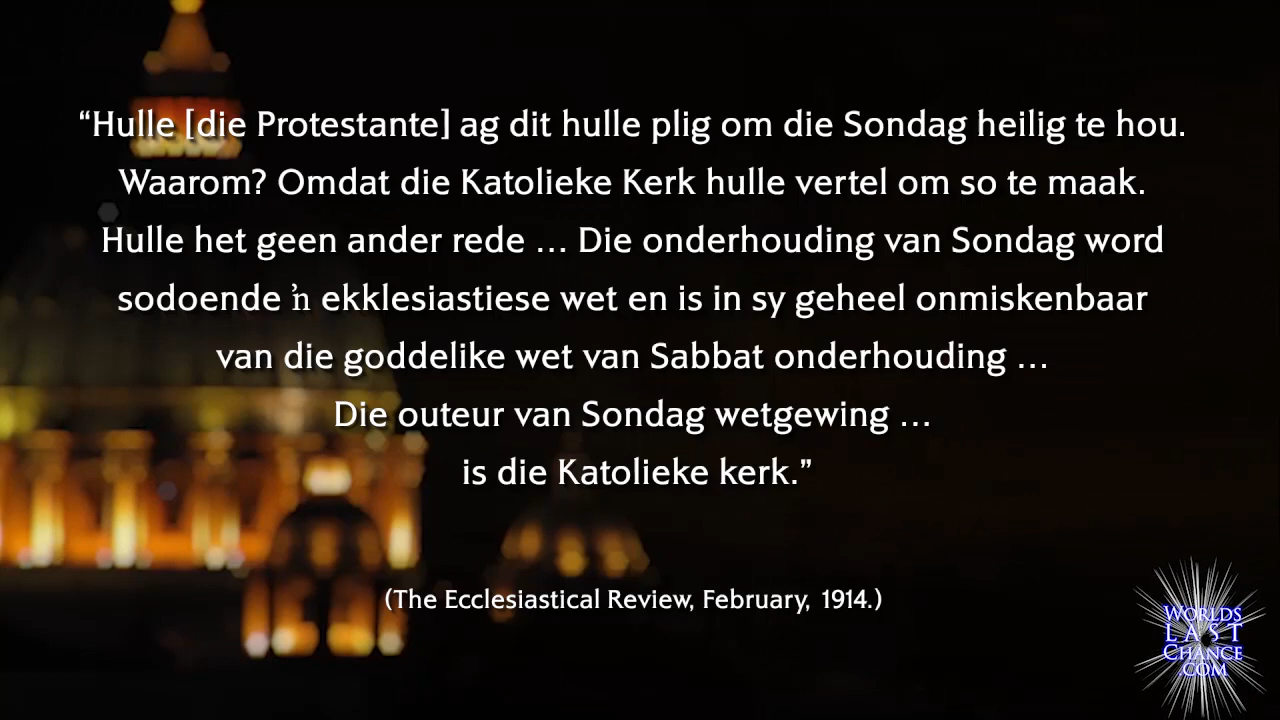 “Hulle [die Protestante] ag dit hulle plig om die Sondag heilig te hou.
Waarom? Omdat die Katolieke Kerk hulle vertel om so te maak.
Hulle het geen ander rede ... Die onderhouding van Sondag word
sodoende ŉ ekklesiastiese wet en is in sy geheel onmiskenbaar
van die goddelike wet van Sabbat onderhouding ...
Die outeur van Sondag wetgewing ...
is die Katolieke kerk.”
(The Ecclesiastical Review, February, 1914.)
WORLDS
LAST
CHANCE
.COM